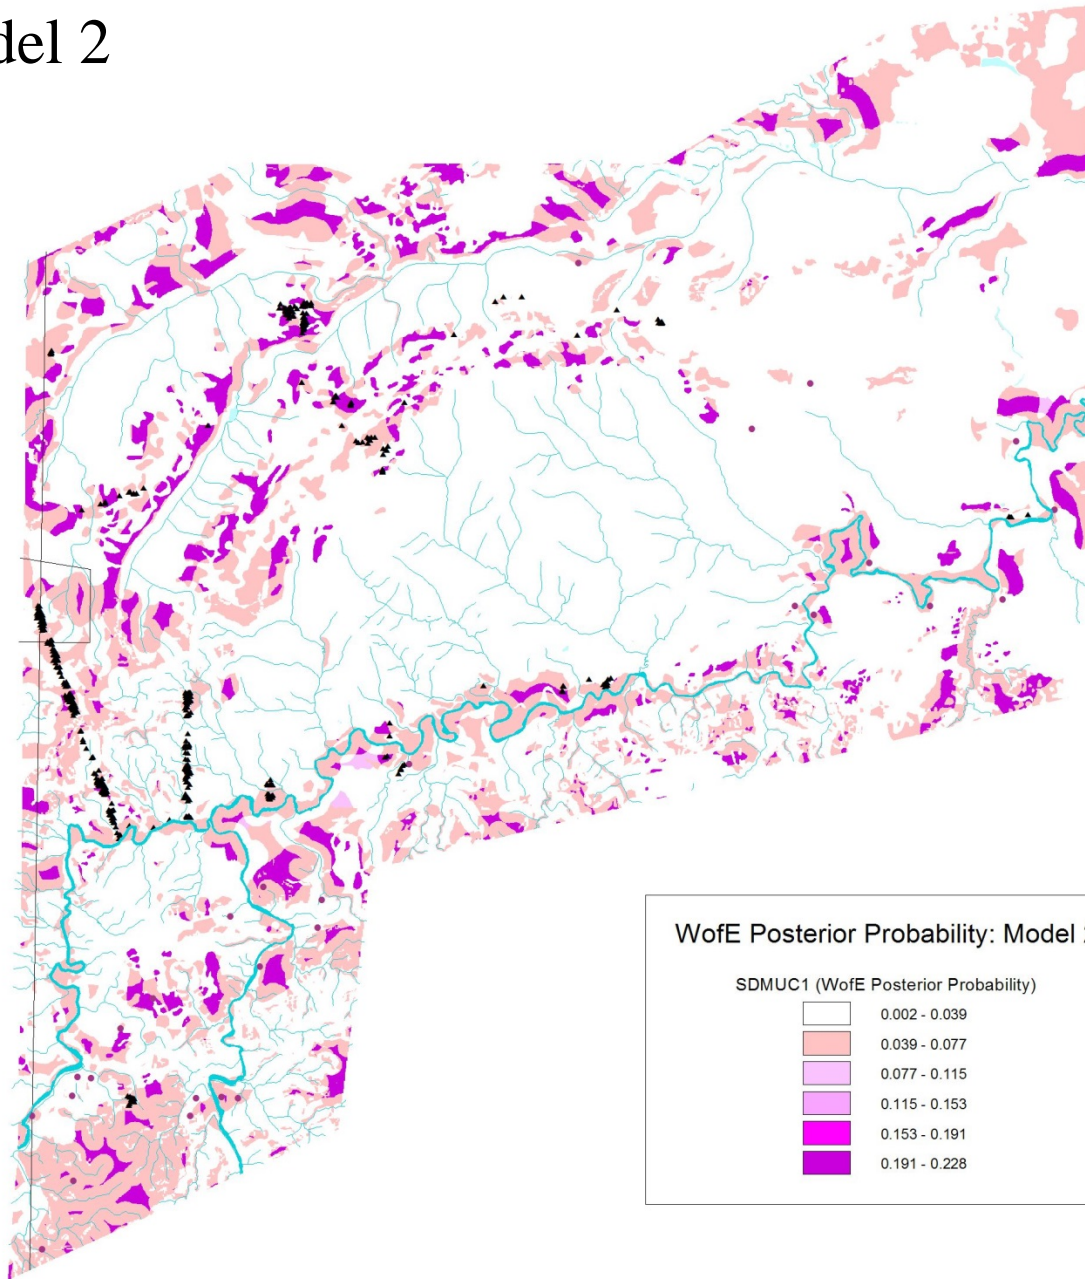 del 2
WofE Posterior Probability: Model
SDMUC1 (WofE Posterior Probability)
0.002 - 0.039
0.039 - 0.077
0.077 - 0.115
0.115 - 0.153
0.153 - 0.191
0.191 - 0.228